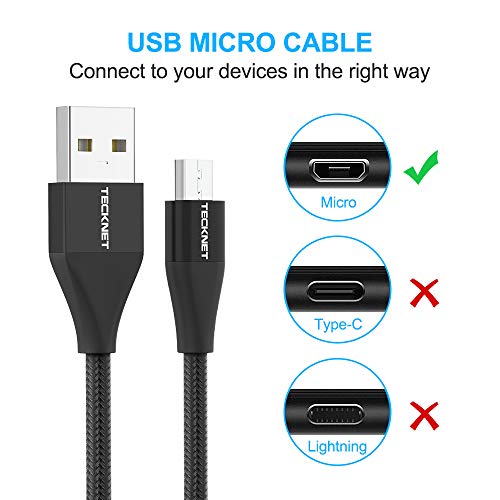 USB MICRO CABLE
Connect to your devices in the right way
TECKNET
TECKNET
Micro
Type-C
Lightning